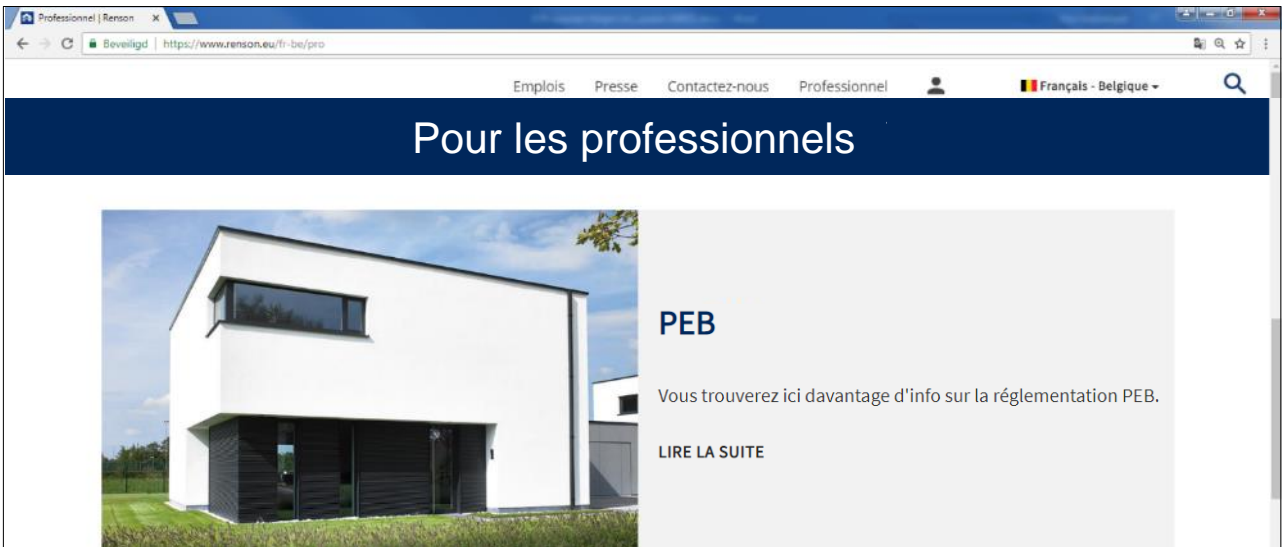 Professionnel | Renson
Beveiligd | https://www.renson.eu/fr-be/pro
Emplois Presse Contactez-nous Professionnel Français - Belgique
Pour les professionnels
PEB
Vous trouverez ici davantage d'info sur la réglementation PEB.
LIRE LA SUITE